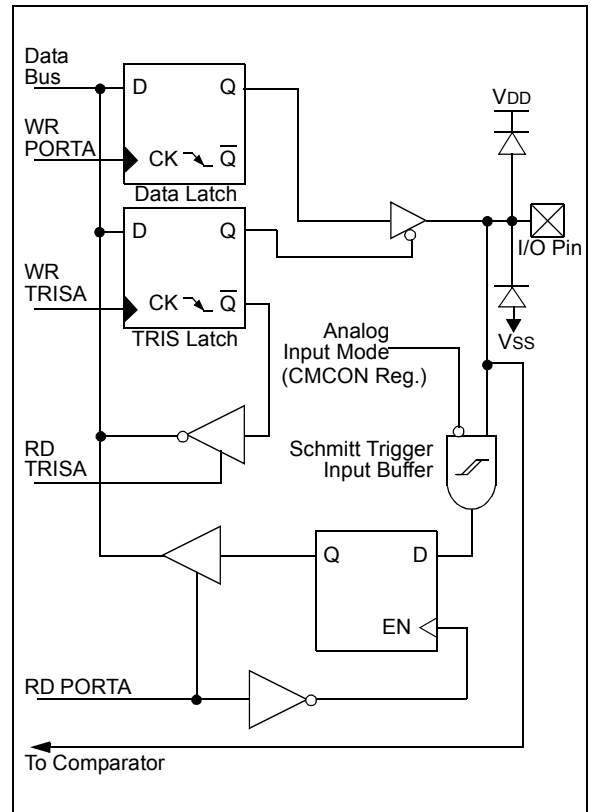 Data
Bus
D
Q
VDD
WR
PORTA
CK
Q̅
Data Latch
D
Q
I/O Pin
WR
TRISA
CK
Q̅
TRIS Latch
VSS
Analog
Input Mode
(CMCON Reg.)
RD
TRISA
Schmitt Trigger
Input Buffer
Q
D
EN
RD PORTA
To Comparator